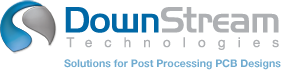 DownStream
Technologies
Solutions for Post Processing PCB Designs